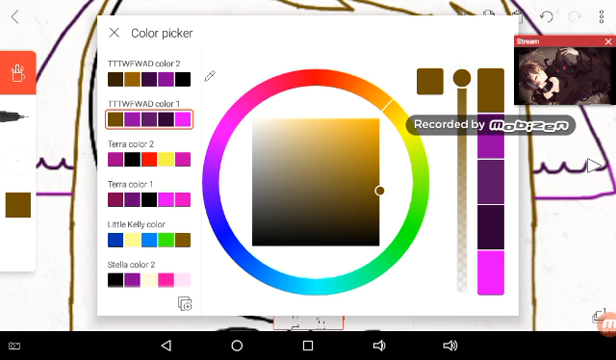 Color picker
Stream
TTTWFWAD color 2
TTTWFWAD color 1
Recorded by mobizen
Terra color 2
Terra color 1
Little Kelly color
Stella color 2